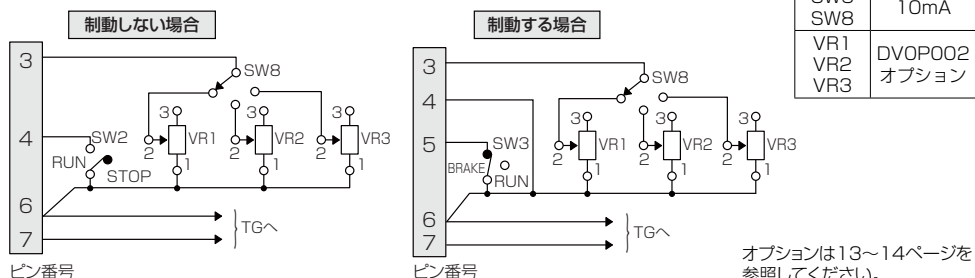 制動しない場合
3
4
6
7
SW8
SW2
RUN
STOP
3
VR1
2
1
3
VR2
2
1
3
VR3
2
1
TGへ
ピン番号
制動する場合
3
4
5
6
7
SW8
SW3
BRAKE
RUN
3
VR1
2
1
3
VR2
2
1
3
VR3
2
1
TGへ
ピン番号
SW8
10mA
VR1
VR2
VR3
DV0P002
オプション
オプションは13～14ページを
参照してください。